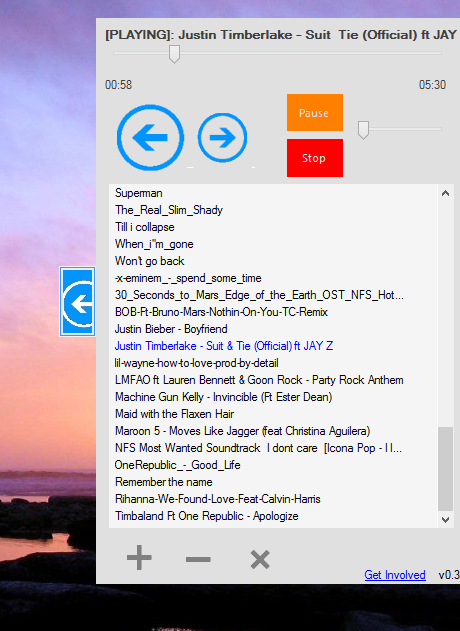 [PLAYING]: Justin Timberlake - Suit  Tie (Official) ft JAY
00:58
05:30
Pause
Stop
Superman
The_Real_Slim_Shady
Till i collapse
When_i"m_gone
Won't go back
-x-eminem_-_spend_some_time
30_Seconds_to_Mars_Edge_of_the_Earth_OST_NFS_Hot...
BOB-Ft-Bruno-Mars-Nothin-On-You-TC-Remix
Justin Bieber - Boyfriend
Justin Timberlake - Suit & Tie (Official) ft JAY Z
lil-wayne-how-to-love-prod-by-detail
LMFAO ft Lauren Bennett & Goon Rock - Party Rock Anthem
Machine Gun Kelly - Invincible (Ft Ester Dean)
Maid with the Flaxen Hair
Maroon 5 - Moves Like Jagger (feat Christina Aguilera)
NFS Most Wanted Soundtrack  I dont care  [Icona Pop - I l...
OneRepublic_-_Good_Life
Remember the name
Rihanna-We-Found-Love-Feat-Calvin-Harris
Timbaland Ft One Republic - Apologize
Get Involved v0.3